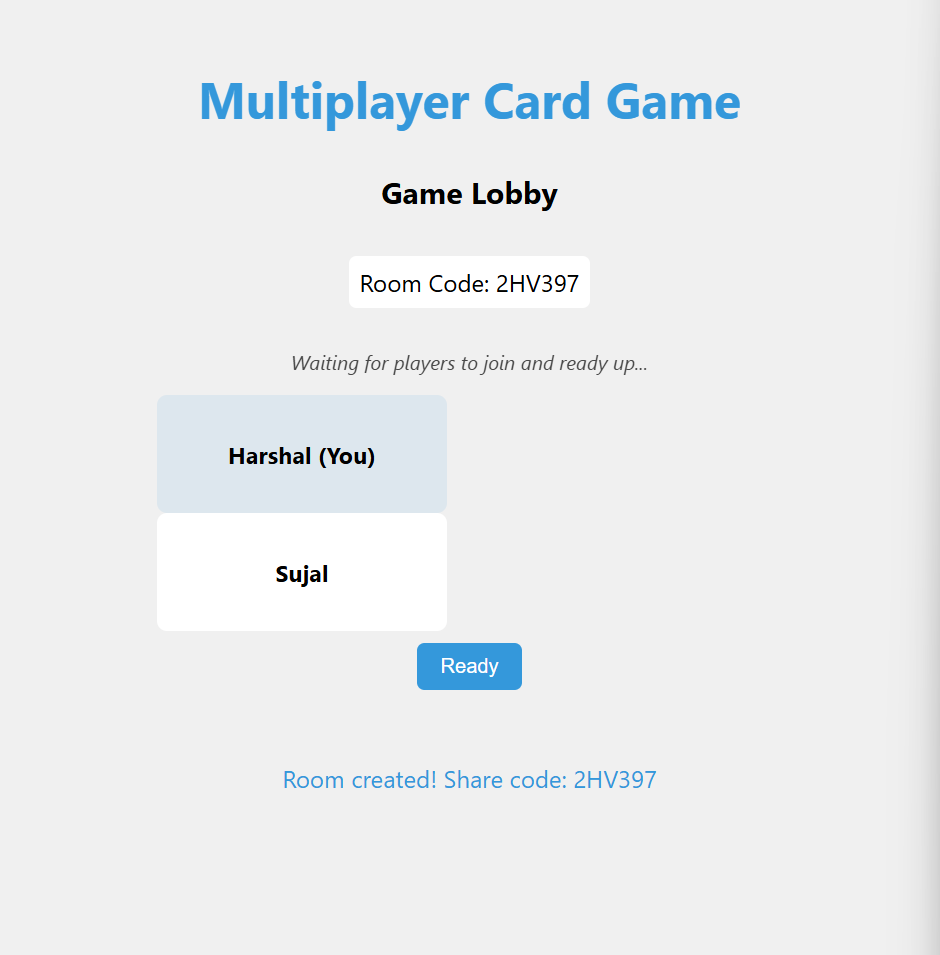 Multiplayer Card Game
Game Lobby
Room Code: 2HV397
Waiting for players to join and ready up...
Harshal (You)
Sujal
Ready
Room created! Share code: 2HV397